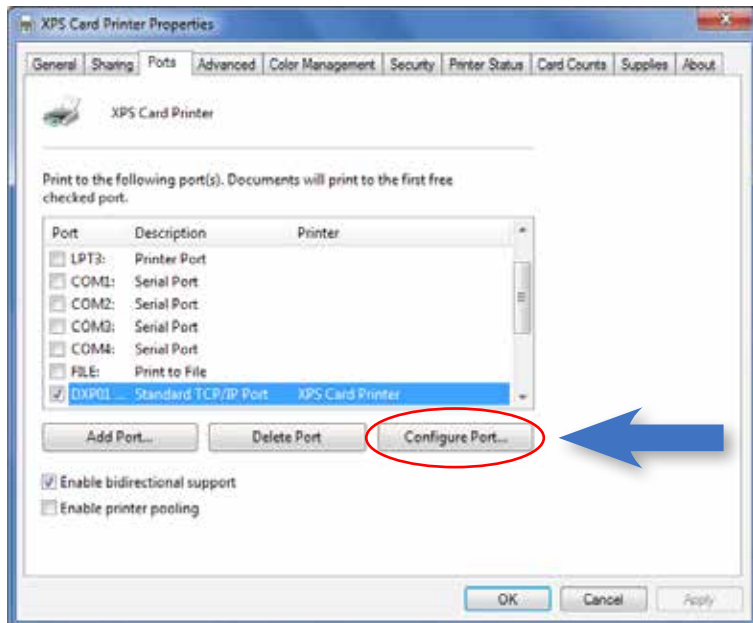 XPS Card Printer Properties
General Sharing Ports Advanced Color Management Security Printer Status Card Counts Supplies About
XPS Card Printer
Print to the following port(s). Documents will print to the first free
checked port.
Port Description Printer
LPT3: Printer Port
COM1: Serial Port
COM2: Serial Port
COM3: Serial Port
COM4: Serial Port
FILE: Print to File
DXP01 ... Standard TCP/IP Port XPS Card Printer
Add Port... Delete Port Configure Port...
Enable bidirectional support
Enable printer pooling
OK Cancel Apply